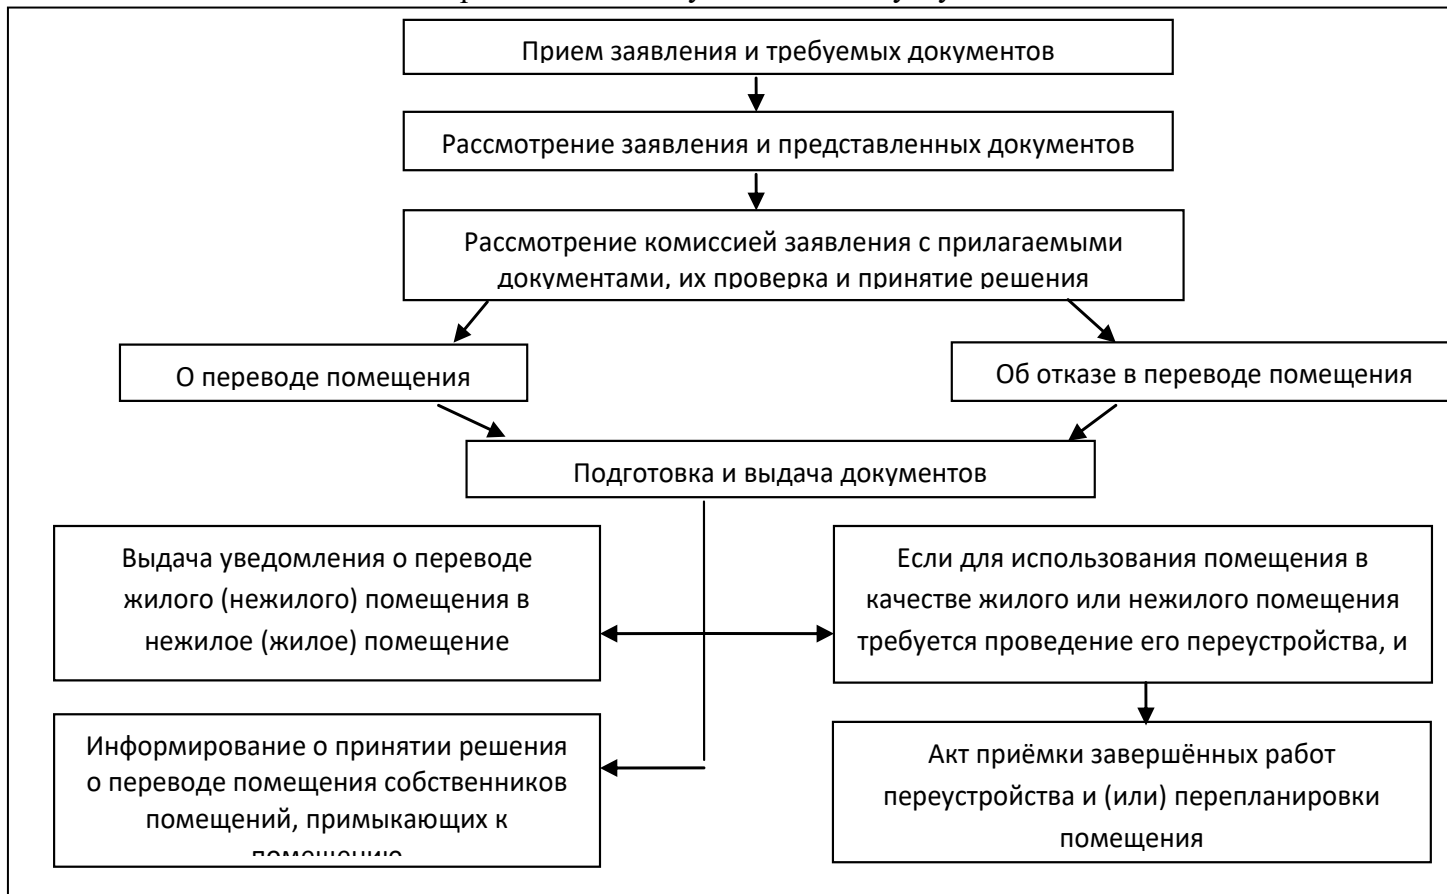 Прием заявления и требуемых документов
Рассмотрение заявления и представленных документов
Рассмотрение комиссией заявления с прилагаемыми
документами, их проверка и принятие решения
О переводе помещения
Об отказе в переводе помещения
Подготовка и выдача документов
Выдача уведомления о переводе
жилого (нежилого) помещения в
нежилое (жилое) помещение
Если для использования помещения в
качестве жилого или нежилого помещения
требуется проведение его переустройства, и
Информирование о принятии решения
о переводе помещения собственников
помещений, примыкающих к
помещению
Акт приёмки завершённых работ
переустройства и (или) перепланировки
помещения